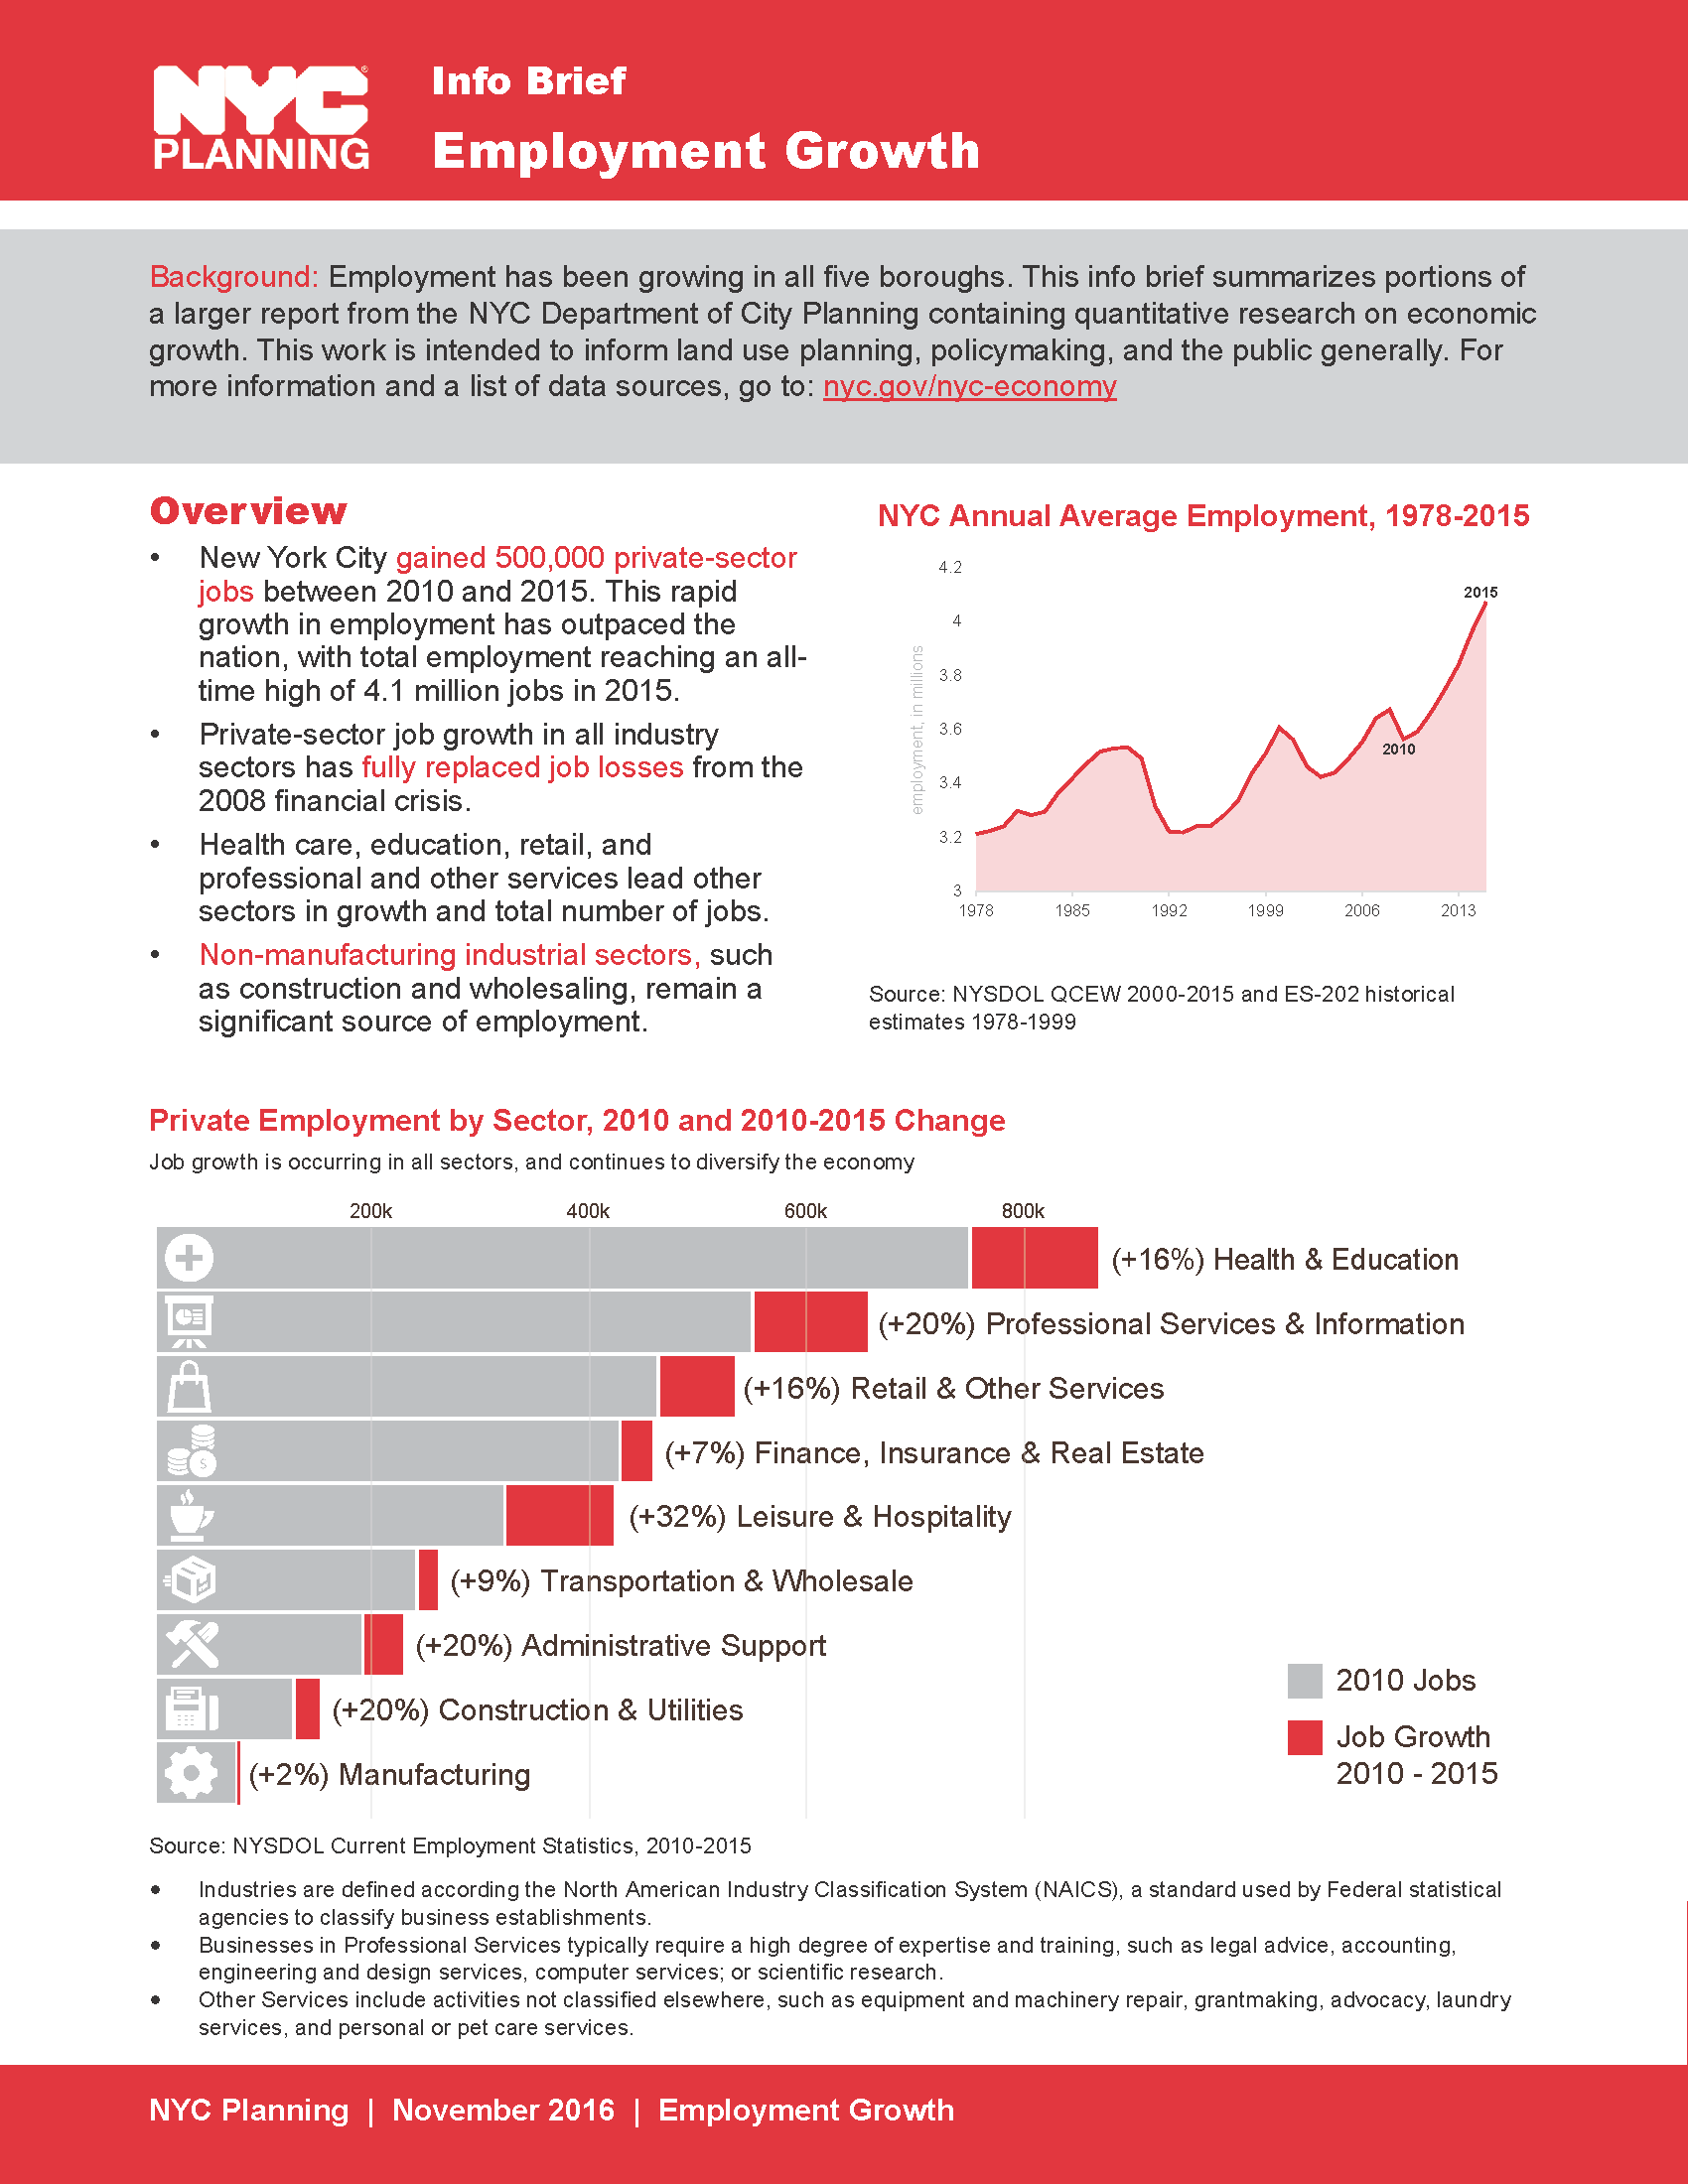 NYC®
PLANNING
Info Brief
Employment Growth
Background: Employment has been growing in all five boroughs. This info brief summarizes portions of
a larger report from the NYC Department of City Planning containing quantitative research on economic
growth. This work is intended to inform land use planning, policymaking, and the public generally. For
more information and a list of data sources, go to: nyc.gov/nyc-economy
Overview
• New York City gained 500,000 private-sector
jobs between 2010 and 2015. This rapid
growth in employment has outpaced the
nation, with total employment reaching an all-
time high of 4.1 million jobs in 2015.
• Private-sector job growth in all industry
sectors has fully replaced job losses from the
2008 financial crisis.
• Health care, education, retail, and
professional and other services lead other
sectors in growth and total number of jobs.
• Non-manufacturing industrial sectors, such
as construction and wholesaling, remain a
significant source of employment.
NYC Annual Average Employment, 1978-2015
employment, in millions
4.2
4
3.8
3.6
3.4
3.2
3
2015
2010
1978 1985 1992 1999 2006 2013
Source: NYSDOL QCEW 2000-2015 and ES-202 historical
estimates 1978-1999
Private Employment by Sector, 2010 and 2010-2015 Change
Job growth is occurring in all sectors, and continues to diversify the economy
200k 400k 600k 800k
(+16%) Health & Education
(+20%) Professional Services & Information
(+16%) Retail & Other Services
$
(+7%) Finance, Insurance & Real Estate
(+32%) Leisure & Hospitality
(+9%) Transportation & Wholesale
(+20%) Administrative Support
(+20%) Construction & Utilities
(+2%) Manufacturing
2010 Jobs
Job Growth
2010 - 2015
Source: NYSDOL Current Employment Statistics, 2010-2015
• Industries are defined according the North American Industry Classification System (NAICS), a standard used by Federal statistical
agencies to classify business establishments.
• Businesses in Professional Services typically require a high degree of expertise and training, such as legal advice, accounting,
engineering and design services, computer services; or scientific research.
• Other Services include activities not classified elsewhere, such as equipment and machinery repair, grantmaking, advocacy, laundry
services, and personal or pet care services.
NYC Planning | November 2016 | Employment Growth